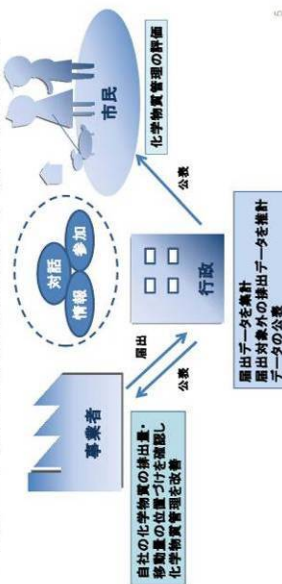 事業者
自社の化学物質の排出量・
移動量の位置づけを確認し
化学物質管理を改善
届出
公表
対話
情報
参加
行政
届出データを集計
届出対象外の排出データを推計
データの公表
公表
市民
化学物質管理の評価
5